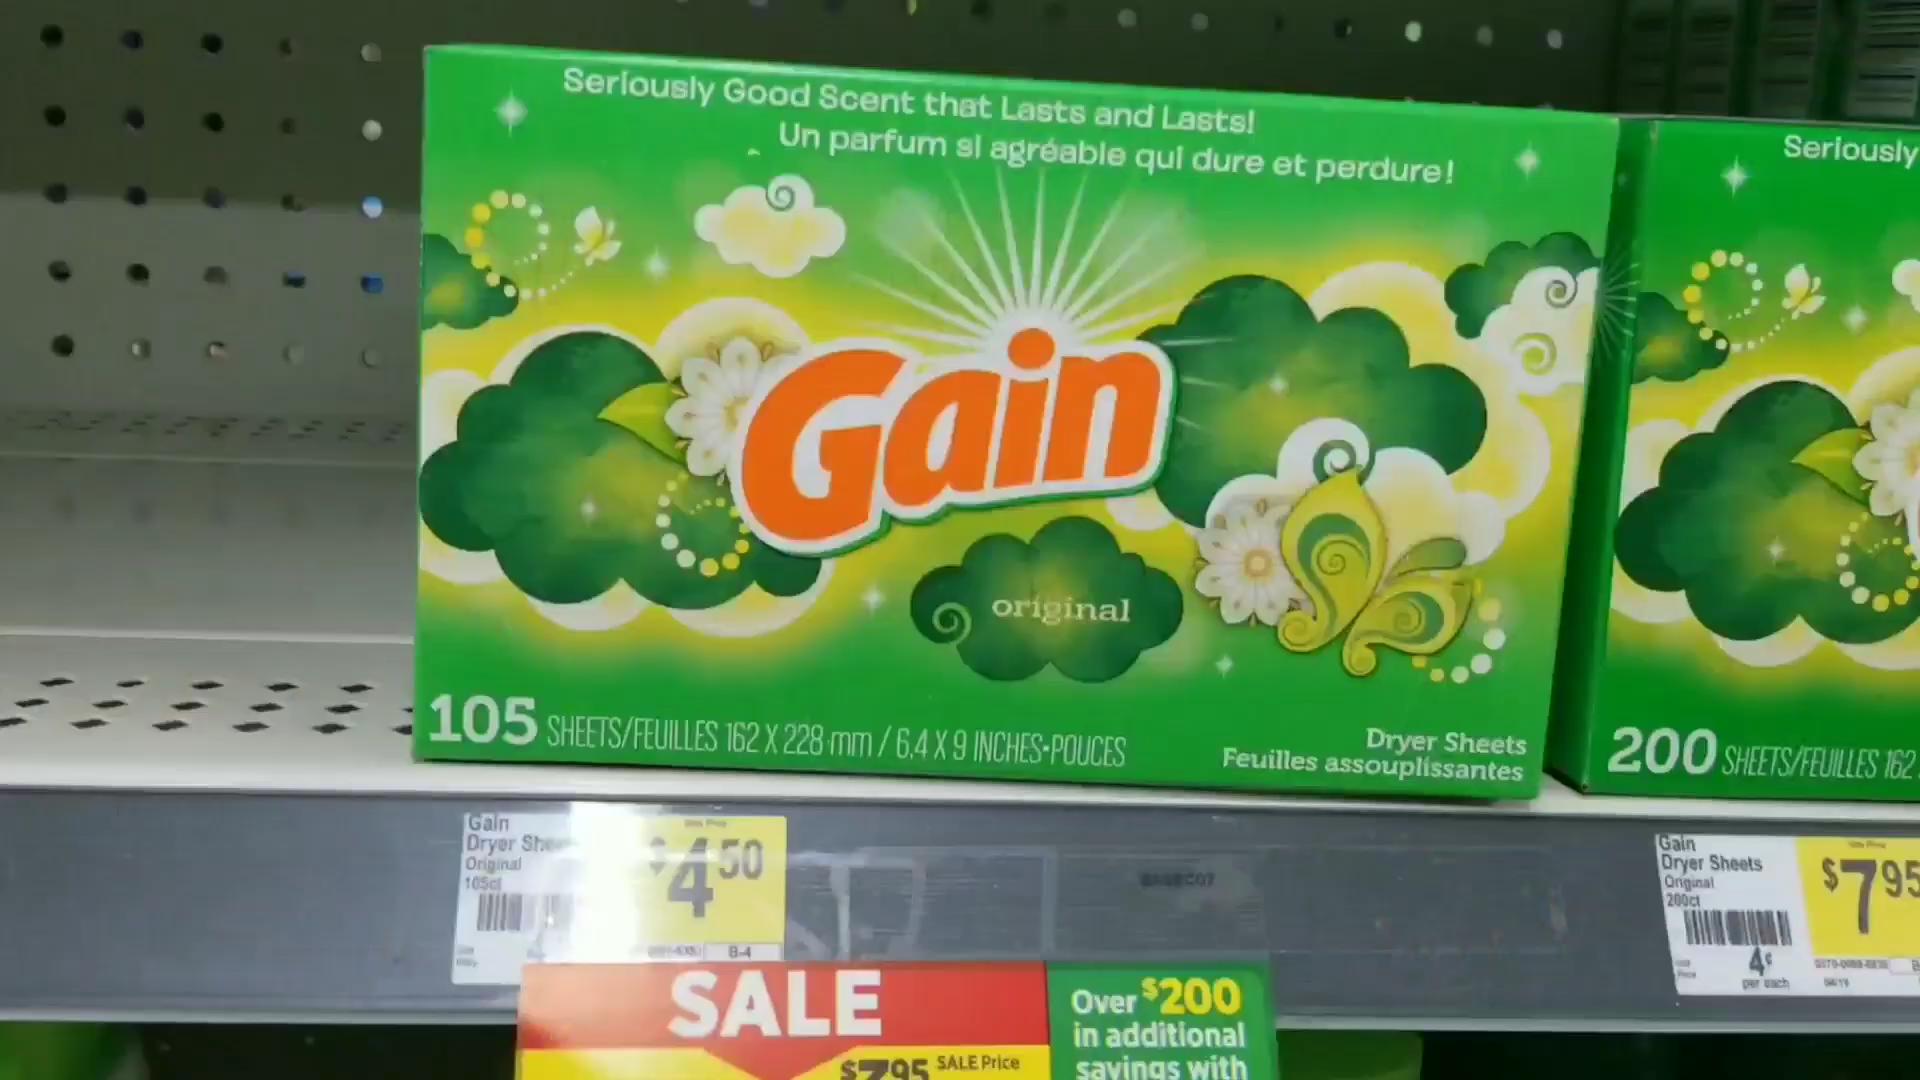 Seriously Good Scent that Lasts and Lasts!
Un parfum si agréable qui dure et perdure!
Gain
original
105 SHEETS/FEUILLES 162 X 228 mm / 6.4 X 9 INCHES•POUCES
Dryer Sheets
Feuilles assouplissantes
Seriously
200 SHEETS/FEUILLES 162
Gain
Dryer
Original
105ct
$4 50
B-4
Gain
Dryer Sheets
Original
200ct
$7 95
4¢
per each
SALE
$7 95 SALE Price
Over $200
in additional
savings with